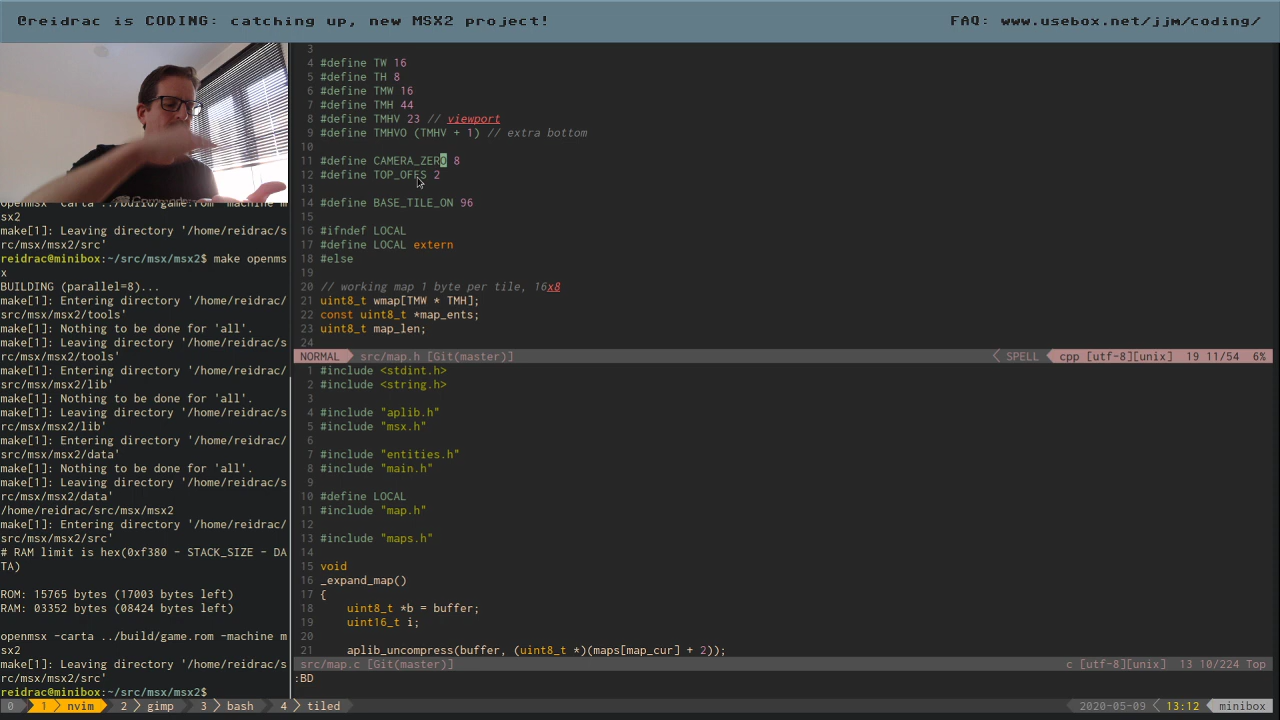 @reidrac is CODING: catching up, new MSX2 project!
FAQ: www.usebox.net/jjm/coding/
openmsx -carta ../build/game.rom -machine m
sx2
make[1]: Leaving directory '/home/reidrac/s
rc/msx/msx2/src'
reidrac@minibox:~/src/msx/msx2$ make openms
x
BUILDING (parallel=8)...
make[1]: Entering directory '/home/reidrac/
src/msx/msx2/tools'
make[1]: Nothing to be done for 'all'.
make[1]: Leaving directory '/home/reidrac/s
rc/msx/msx2/tools'
make[1]: Entering directory '/home/reidrac/
src/msx/msx2/lib'
make[1]: Nothing to be done for 'all'.
make[1]: Leaving directory '/home/reidrac/s
rc/msx/msx2/lib'
make[1]: Entering directory '/home/reidrac/
src/msx/msx2/data'
make[1]: Nothing to be done for 'all'.
make[1]: Leaving directory '/home/reidrac/s
rc/msx/msx2/data'
/home/reidrac/src/msx/msx2
make[1]: Entering directory '/home/reidrac/
src/msx/msx2/src'
# RAM limit is hex(0xf380 - STACK_SIZE - DA
TA)
ROM: 15765 bytes (17003 bytes left)
RAM: 03352 bytes (08424 bytes left)
openmsx -carta ../build/game.rom -machine m
sx2
make[1]: Leaving directory '/home/reidrac/s
rc/msx/msx2/src'
reidrac@minibox:~/src/msx/msx2$
3
4 #define TW 16
5 #define TH 8
6 #define TMW 16
7 #define TMH 44
8 #define TMHV 23 // viewport
9 #define TMHVO (TMHV + 1) // extra bottom
10
11 #define CAMERA_ZERO 8
12 #define TOP_OFFS 2
13
14 #define BASE_TILE_ON 96
15
16 #ifndef LOCAL
17 #define LOCAL extern
18 #else
19
20 // working map 1 byte per tile, 16x8
21 uint8_t wmap[TMW * TMH];
22 const uint8_t *map_ents;
23 uint8_t map_len;
24
NORMAL src/map.h [Git(master)] SPELL cpp [utf-8][unix] 19 11/54 6%
1 #include <stdint.h>
2 #include <string.h>
3
4 #include "aplib.h"
5 #include "msx.h"
6
7 #include "entities.h"
8 #include "main.h"
9
10 #define LOCAL
11 #include "map.h"
12
13 #include "maps.h"
14
15 void
16 _expand_map()
17 {
18 uint8_t *b = buffer;
19 uint16_t i;
20
21 aplib_uncompress(buffer, (uint8_t *)(maps[map_cur] + 2));
src/map.c [Git(master)] c [utf-8][unix] 13 10/224 Top
:BD
0 1 nvim 2 gimp 3 bash 4 tiled 2020-05-09 13:12 minibox